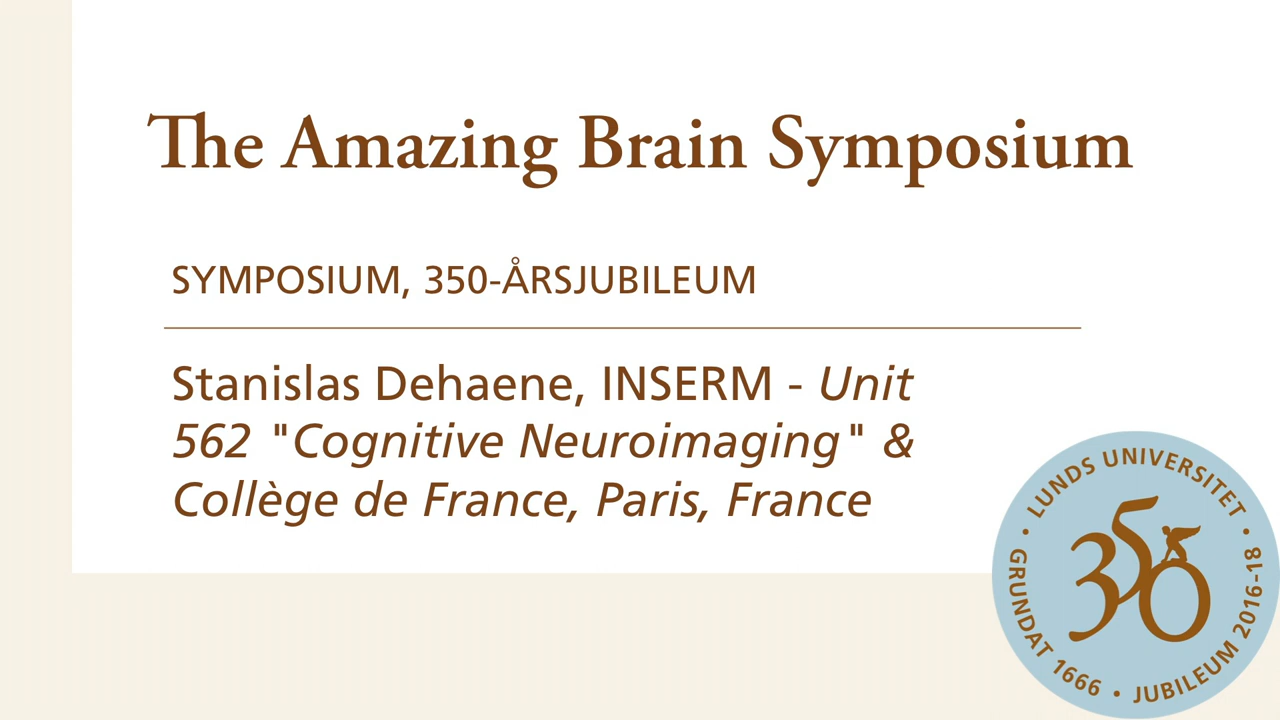 The Amazing Brain Symposium
SYMPOSIUM, 350-ÅRSJUBILEUM
Stanislas Dehaene, INSERM - Unit
562 "Cognitive Neuroimaging" &
Collège de France, Paris, France
• LUNDS UNIVERSITET •
350
GRUNDAT 1666 • JUBILEUM 2016-18